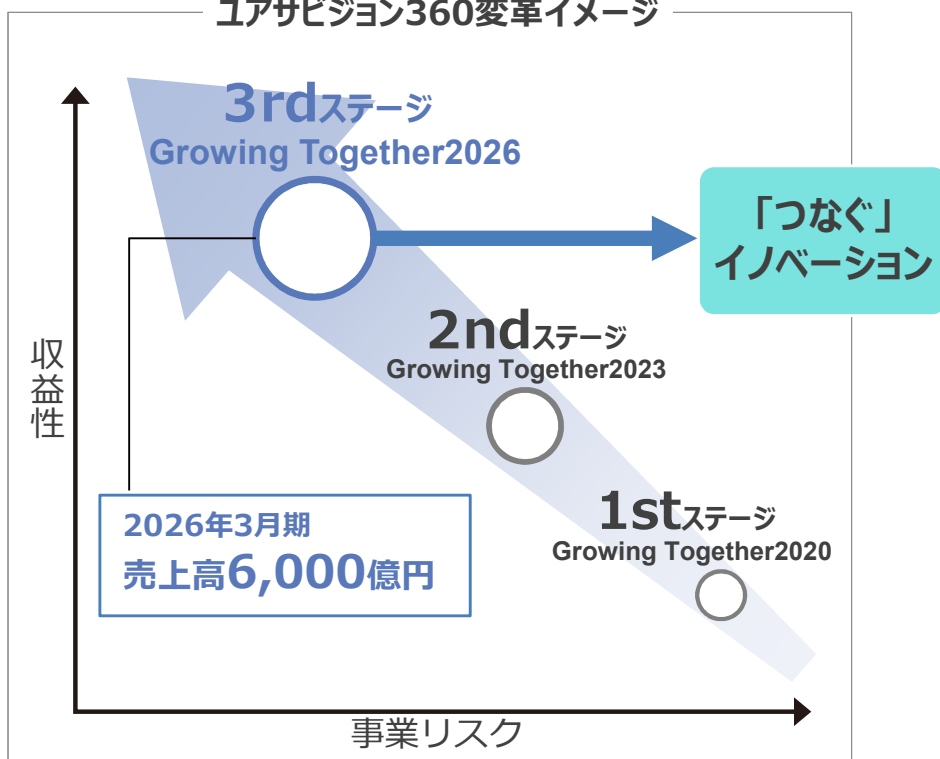 ユアサビジョン360変革イメージ
3rdステージ
Growing Together2026
「つなぐ」
イノベーション
2ndステージ
Growing Together2023
収益性
1stステージ
Growing Together2020
2026年3月期
売上高6,000億円
事業リスク